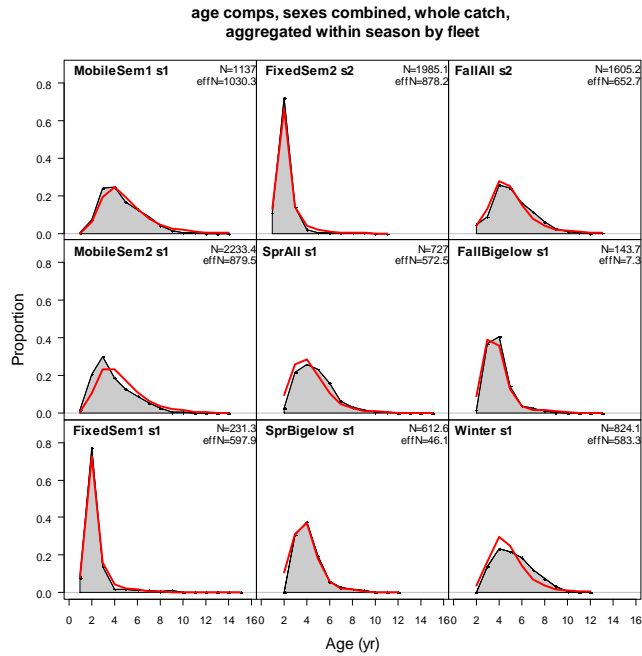 age comps, sexes combined, whole catch,
aggregated within season by fleet
MobileSem1 s1
N=1137
effN=1030.3
FixedSem2 s2
N=1985.1
effN=878.2
FallAll s2
N=1605.2
effN=652.7
0.8
0.6
0.4
0.2
0.0
MobileSem2 s1
N=2233.4
effN=879.5
SprAll s1
N=727
effN=572.5
FallBigelow s1
N=143.7
effN=7.3
0.8
0.6
0.4
0.2
0.0
Proportion
FixedSem1 s1
N=231.3
effN=597.9
SprBigelow s1
N=612.6
effN=46.1
Winter s1
N=824.1
effN=583.3
0.8
0.6
0.4
0.2
0.0
0 2 4 6 8 10 12 14 16 0 2 4 6 8 10 12 14 16 0 2 4 6 8 10 12 14 16
Age (yr)